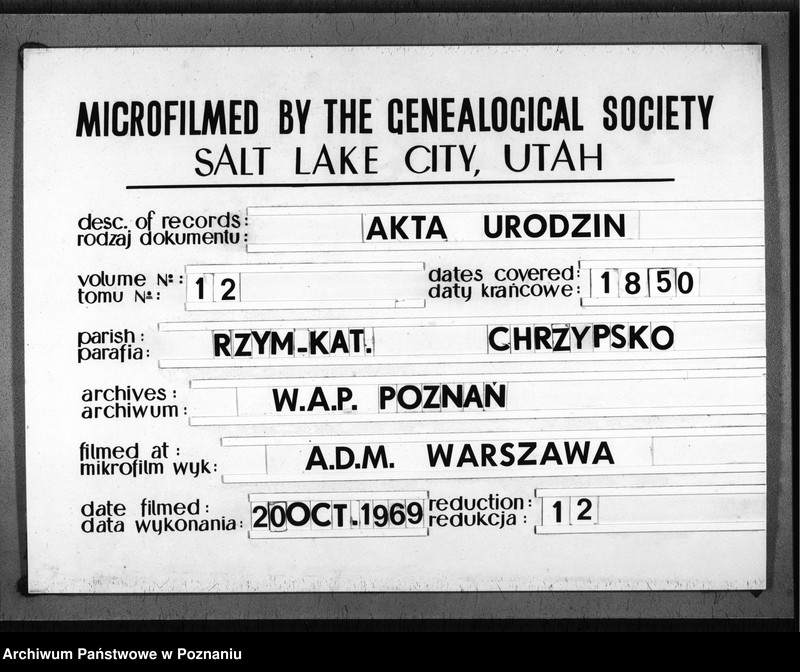 MICROFILMED BY THE GENEALOGICAL SOCIETY
SALT LAKE CITY, UTAH
desc. of records:
rodzaj dokumentu: AKTA URODZIN
volume №: dates covered:
tomu №: 12 daty krańcowe: 1850
parish:
parafia: RZYM-KAT. CHRZYPSKO
archives:
archiwum: W.A.P. POZNAŃ
filmed at:
mikrofilm wyk: A.D.M. WARSZAWA
date filmed: reduction:
data wykonania: 20OCT.1969 redukcja: 12
Archiwum Państwowe w Poznaniu